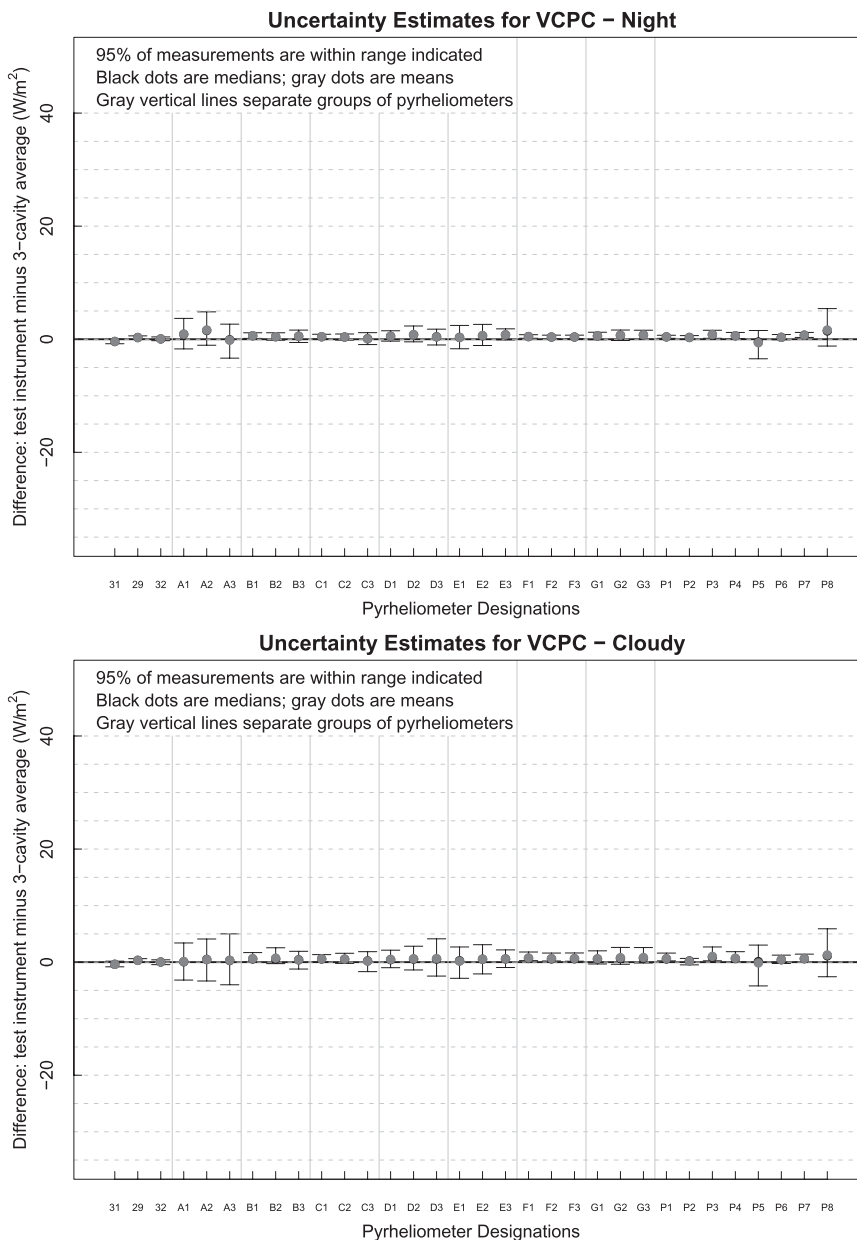 Uncertainty Estimates for VCPC − Night
95% of measurements are within range indicated
Black dots are medians; gray dots are means
Gray vertical lines separate groups of pyrheliometers
Difference: test instrument minus 3−cavity average (W/m²)
40
20
0
−20
31 29 32 A1 A2 A3 B1 B2 B3 C1 C2 C3 D1 D2 D3 E1 E2 E3 F1 F2 F3 G1 G2 G3 P1 P2 P3 P4 P5 P6 P7 P8
Pyrheliometer Designations
Uncertainty Estimates for VCPC − Cloudy
95% of measurements are within range indicated
Black dots are medians; gray dots are means
Gray vertical lines separate groups of pyrheliometers
Difference: test instrument minus 3−cavity average (W/m²)
40
20
0
−20
31 29 32 A1 A2 A3 B1 B2 B3 C1 C2 C3 D1 D2 D3 E1 E2 E3 F1 F2 F3 G1 G2 G3 P1 P2 P3 P4 P5 P6 P7 P8
Pyrheliometer Designations